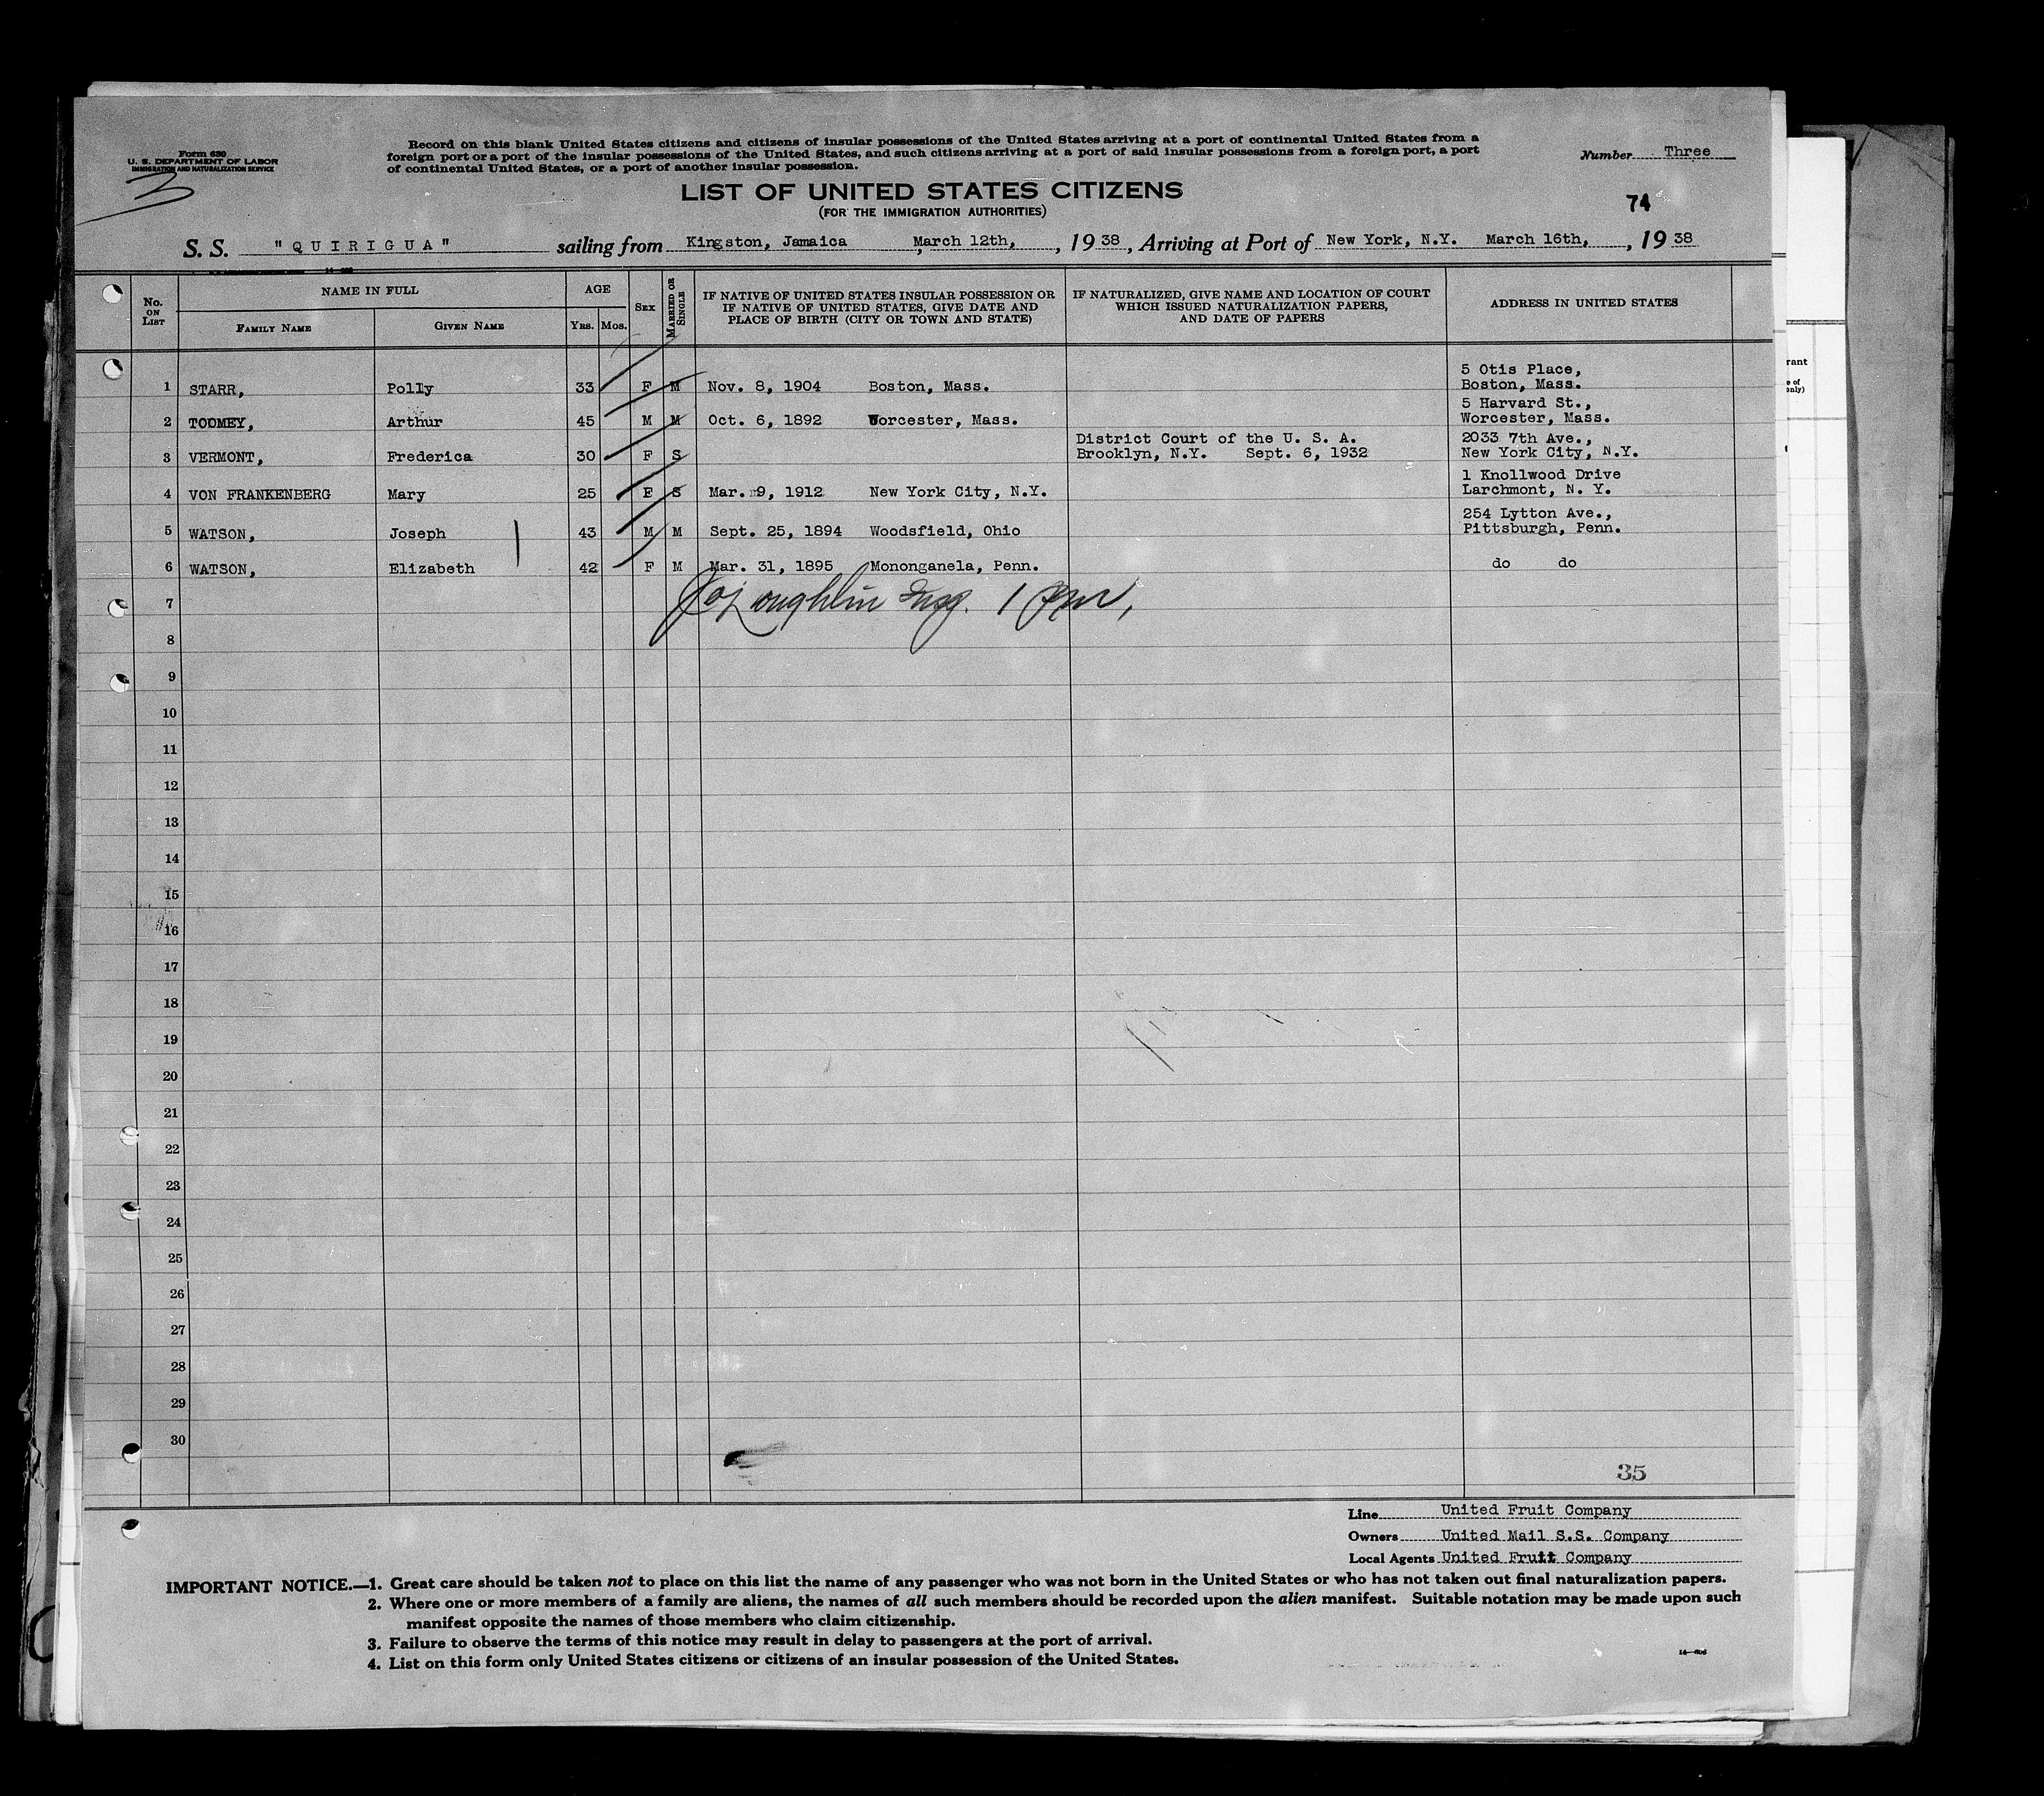 Form 630
U. S. DEPARTMENT OF LABOR
IMMIGRATION AND NATURALIZATION SERVICE
3
Record on this blank United States citizens and citizens of insular possessions of the United States arriving at a port of continental United States from a
foreign port or a port of the insular possessions of the United States, and such citizens arriving at a port of said insular possessions from a foreign port, a port
of continental United States, or a port of another insular possession.
Number Three
LIST OF UNITED STATES CITIZENS
(FOR THE IMMIGRATION AUTHORITIES)
74
S. S. "QUIRIGUA" sailing from Kingston, Jamaica March 12th, , 1938, Arriving at Port of New York, N.Y. March 16th, , 1938
No. ON LIST
NAME IN FULL
FAMILY NAME
GIVEN NAME
AGE
YRS. MOS.
SEX
MARRIED OR SINGLE
IF NATIVE OF UNITED STATES INSULAR POSSESSION OR
IF NATIVE OF UNITED STATES, GIVE DATE AND
PLACE OF BIRTH (CITY OR TOWN AND STATE)
IF NATURALIZED, GIVE NAME AND LOCATION OF COURT
WHICH ISSUED NATURALIZATION PAPERS,
AND DATE OF PAPERS
ADDRESS IN UNITED STATES
1 STARR, Polly 33 F M Nov. 8, 1904 Boston, Mass. 5 Otis Place,
Boston, Mass.
2 TOOMEY, Arthur 45 M M Oct. 6, 1892 Worcester, Mass. 5 Harvard St.,
Worcester, Mass.
3 VERMONT, Frederica 30 F S District Court of the U. S. A. 2033 7th Ave.,
Brooklyn, N.Y. Sept. 6, 1932 New York City, N.Y.
4 VON FRANKENBERG Mary 25 F S Mar. 9, 1912 New York City, N.Y. 1 Knollwood Drive
Larchmont, N. Y.
5 WATSON, Joseph 43 M M Sept. 25, 1894 Woodsfield, Ohio 254 Lytton Ave.,
Pittsburgh, Penn.
6 WATSON, Elizabeth 42 F M Mar. 31, 1895 Mononganela, Penn. do do
7
8
9
10
11
12
13
14
15
16
17
18
19
20
21
22
23
24
25
26
27
28
29
30
35
Line United Fruit Company
Owners United Mail S.S. Company
Local Agents United Fruit Company
IMPORTANT NOTICE.—1. Great care should be taken not to place on this list the name of any passenger who was not born in the United States or who has not taken out final naturalization papers.
2. Where one or more members of a family are aliens, the names of all such members should be recorded upon the alien manifest. Suitable notation may be made upon such
manifest opposite the names of those members who claim citizenship.
3. Failure to observe the terms of this notice may result in delay to passengers at the port of arrival.
4. List on this form only United States citizens or citizens of an insular possession of the United States.